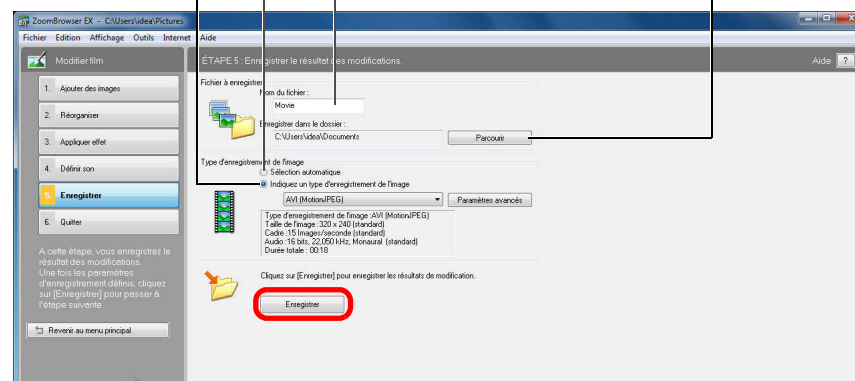 ZoomBrowser EX - C:\Users\idea\Pictures
Fichier Edition Affichage Outils Internet Aide
Modifier film
ÉTAPE 5 : Enregistrer le résultat des modifications.
Aide ?
1. Ajouter des images
2. Réorganiser
3. Appliquer effet
4. Définir son
5. Enregistrer
6. Quitter
A cette étape, vous enregistrez le
résultat des modifications.
Une fois les paramètres
d'enregistrement définis, cliquez
sur [Enregistrer] pour passer à
l'étape suivante.
Revenir au menu principal
Fichier à enregistrer
Nom du fichier :
Movie
Enregistrer dans le dossier :
C:\Users\idea\Documents
Parcourir
Type d'enregistrement de l'image
Sélection automatique
Indiquez un type d'enregistrement de l'image
AVI (MotionJPEG)
Paramètres avancés
Type d'enregistrement de l'image :AVI (MotionJPEG)
Taille de l'image :320 x 240 (standard)
Cadre :15 Images/seconde (standard)
Audio :16 bits, 22,050 kHz, Monaural (standard)
Durée totale : 00:18
Cliquez sur [Enregistrer] pour enregistrer les résultats de modification.
Enregistrer